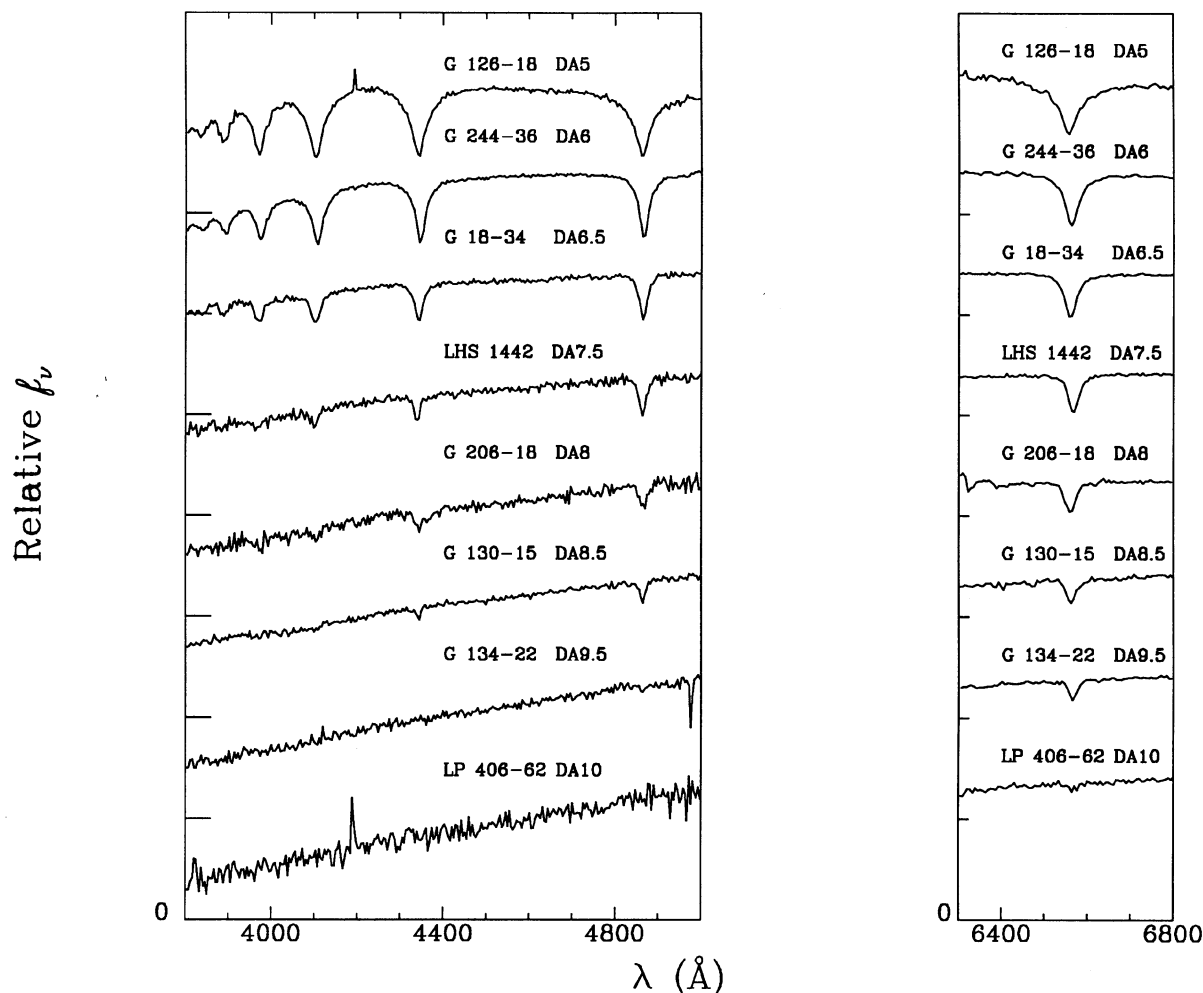 G 126-18 DA5
G 244-36 DA6
G 18-34 DA6.5
LHS 1442 DA7.5
G 206-18 DA8
G 130-15 DA8.5
G 134-22 DA9.5
LP 406-62 DA10
0
4000
4400
4800
Relative fν
λ (Å)
G 126-18 DA5
G 244-36 DA6
G 18-34 DA6.5
LHS 1442 DA7.5
G 206-18 DA8
G 130-15 DA8.5
G 134-22 DA9.5
LP 406-62 DA10
0
6400
6800